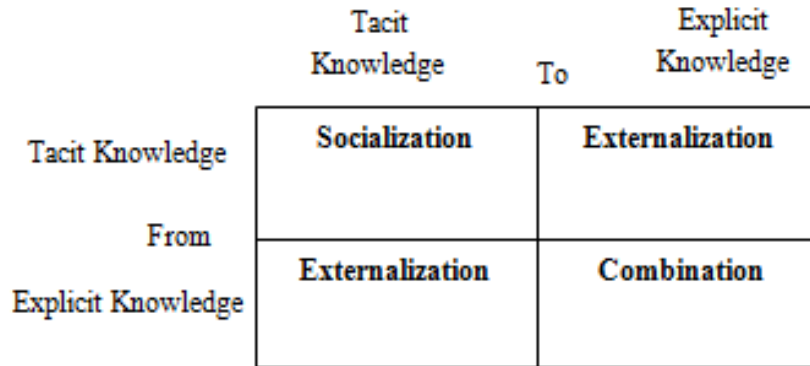 Tacit
Knowledge
To
Explicit
Knowledge
Tacit Knowledge
Socialization
Externalization
From
Explicit Knowledge
Externalization
Combination